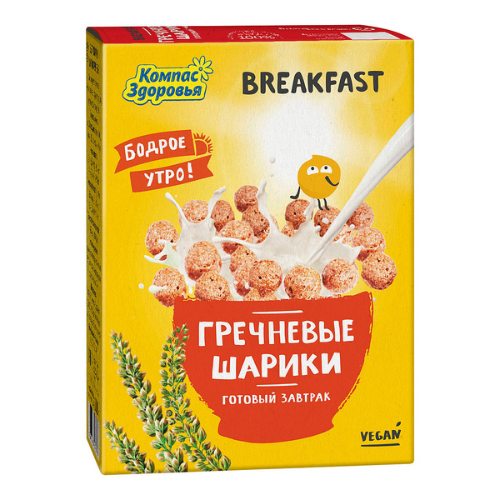 Компас
Здоровья
BREAKFAST
БОДРОЕ
УТРО!
ГРЕЧНЕВЫЕ
ШАРИКИ
ГОТОВЫЙ ЗАВТРАК
VEGAN